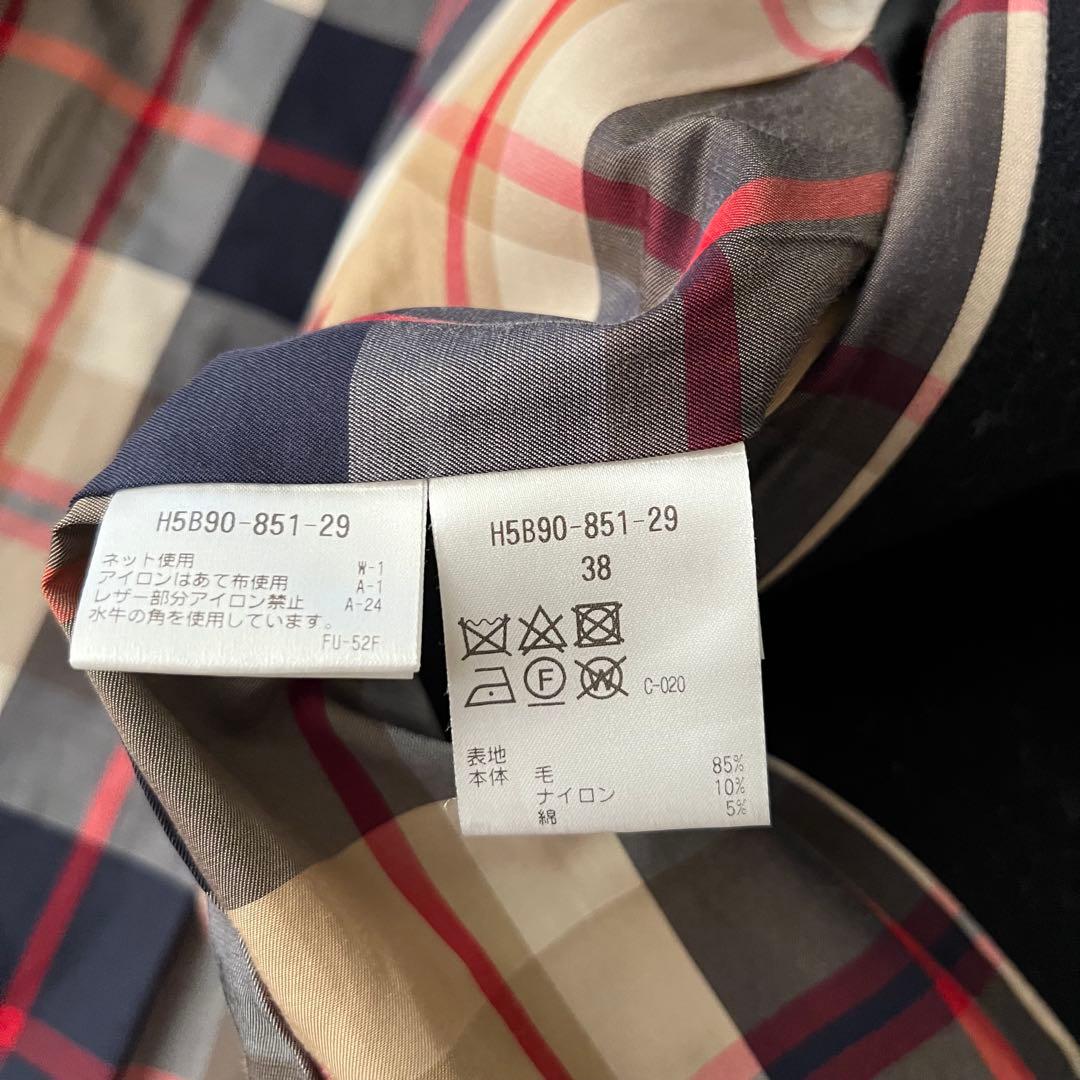 H5B90-851-29
ネット使用 W-1
アイロンはあて布使用 A-1
レザー部分アイロン禁止 A-24
水牛の角を使用しています。
FU-52F
H5B90-851-29
38
F W C-020
表地
本体 毛 85%
ナイロン 10%
綿 5%